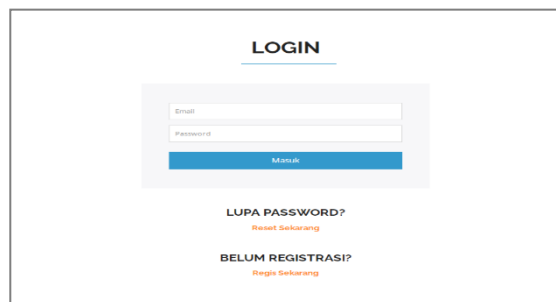 LOGIN
Email
Password
Masuk
LUPA PASSWORD?
Reset Sekarang
BELUM REGISTRASI?
Regis Sekarang